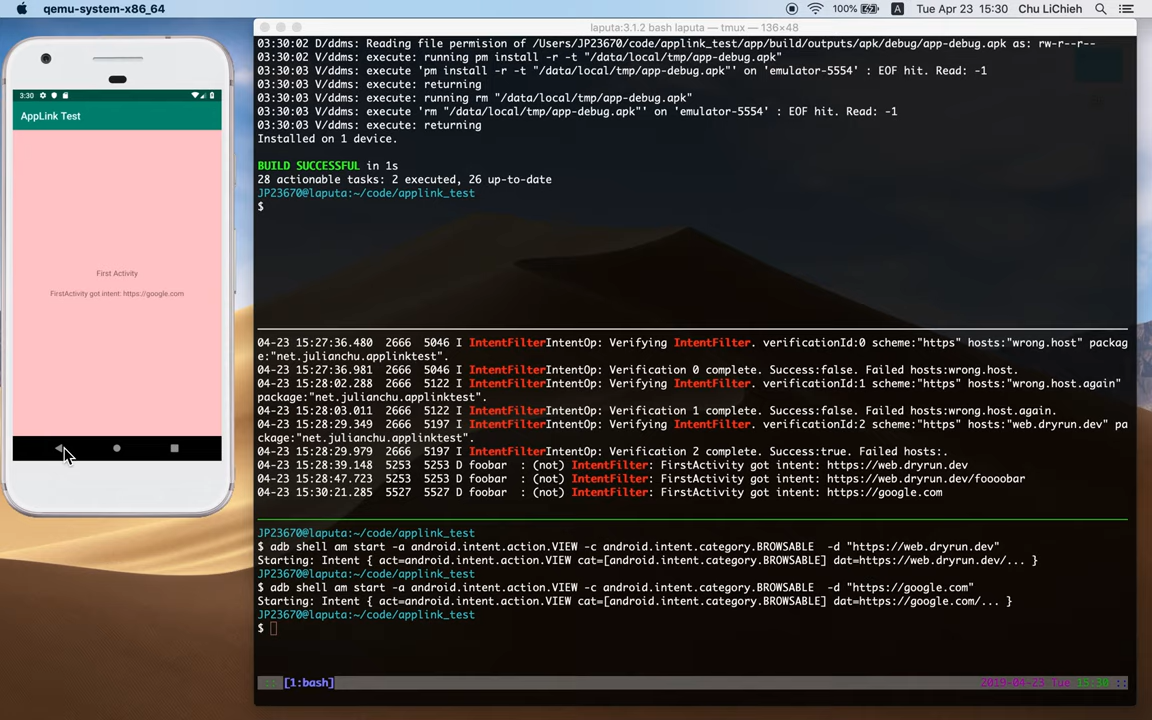 qemu-system-x86_64
100%
A
Tue Apr 23 15:30
Chu LiChieh
laputa:3.1.2 bash laputa — tmux — 136×48
3:30
AppLink Test
First Activity
FirstActivity got intent: https://google.com
03:30:02 D/ddms: Reading file permision of /Users/JP23670/code/applink_test/app/build/outputs/apk/debug/app-debug.apk as: rw-r--r--
03:30:02 V/ddms: execute: running pm install -r -t "/data/local/tmp/app-debug.apk"
03:30:03 V/ddms: execute 'pm install -r -t "/data/local/tmp/app-debug.apk"' on 'emulator-5554' : EOF hit. Read: -1
03:30:03 V/ddms: execute: returning
03:30:03 V/ddms: execute: running rm "/data/local/tmp/app-debug.apk"
03:30:03 V/ddms: execute 'rm "/data/local/tmp/app-debug.apk"' on 'emulator-5554' : EOF hit. Read: -1
03:30:03 V/ddms: execute: returning
Installed on 1 device.
BUILD SUCCESSFUL in 1s
28 actionable tasks: 2 executed, 26 up-to-date
JP23670@laputa:~/code/applink_test
$
04-23 15:27:36.480  2666  5046 I IntentFilterIntentOp: Verifying IntentFilter. verificationId:0 scheme:"https" hosts:"wrong.host" packag
e:"net.julianchu.applinktest".
04-23 15:27:36.981  2666  5046 I IntentFilterIntentOp: Verification 0 complete. Success:false. Failed hosts:wrong.host.
04-23 15:28:02.288  2666  5122 I IntentFilterIntentOp: Verifying IntentFilter. verificationId:1 scheme:"https" hosts:"wrong.host.again"
package:"net.julianchu.applinktest".
04-23 15:28:03.011  2666  5122 I IntentFilterIntentOp: Verification 1 complete. Success:false. Failed hosts:wrong.host.again.
04-23 15:28:29.349  2666  5197 I IntentFilterIntentOp: Verifying IntentFilter. verificationId:2 scheme:"https" hosts:"web.dryrun.dev" pa
ckage:"net.julianchu.applinktest".
04-23 15:28:29.979  2666  5197 I IntentFilterIntentOp: Verification 2 complete. Success:true. Failed hosts:.
04-23 15:28:39.148  5253  5253 D foobar  : (not) IntentFilter: FirstActivity got intent: https://web.dryrun.dev
04-23 15:28:47.723  5253  5253 D foobar  : (not) IntentFilter: FirstActivity got intent: https://web.dryrun.dev/foooobar
04-23 15:30:21.285  5527  5527 D foobar  : (not) IntentFilter: FirstActivity got intent: https://google.com
JP23670@laputa:~/code/applink_test
$ adb shell am start -a android.intent.action.VIEW -c android.intent.category.BROWSABLE  -d "https://web.dryrun.dev"
Starting: Intent { act=android.intent.action.VIEW cat=[android.intent.category.BROWSABLE] dat=https://web.dryrun.dev/... }
JP23670@laputa:~/code/applink_test
$ adb shell am start -a android.intent.action.VIEW -c android.intent.category.BROWSABLE  -d "https://google.com"
Starting: Intent { act=android.intent.action.VIEW cat=[android.intent.category.BROWSABLE] dat=https://google.com/... }
JP23670@laputa:~/code/applink_test
$
[1:bash]
2019-04-23-Tue 15:30 ::